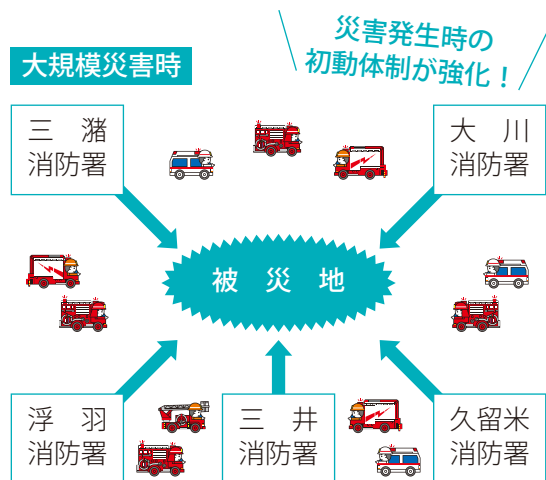 災害発生時の
初動体制が強化！
大規模災害時
三潴
消防署
大川
消防署
被災地
浮羽
消防署
三井
消防署
久留米
消防署